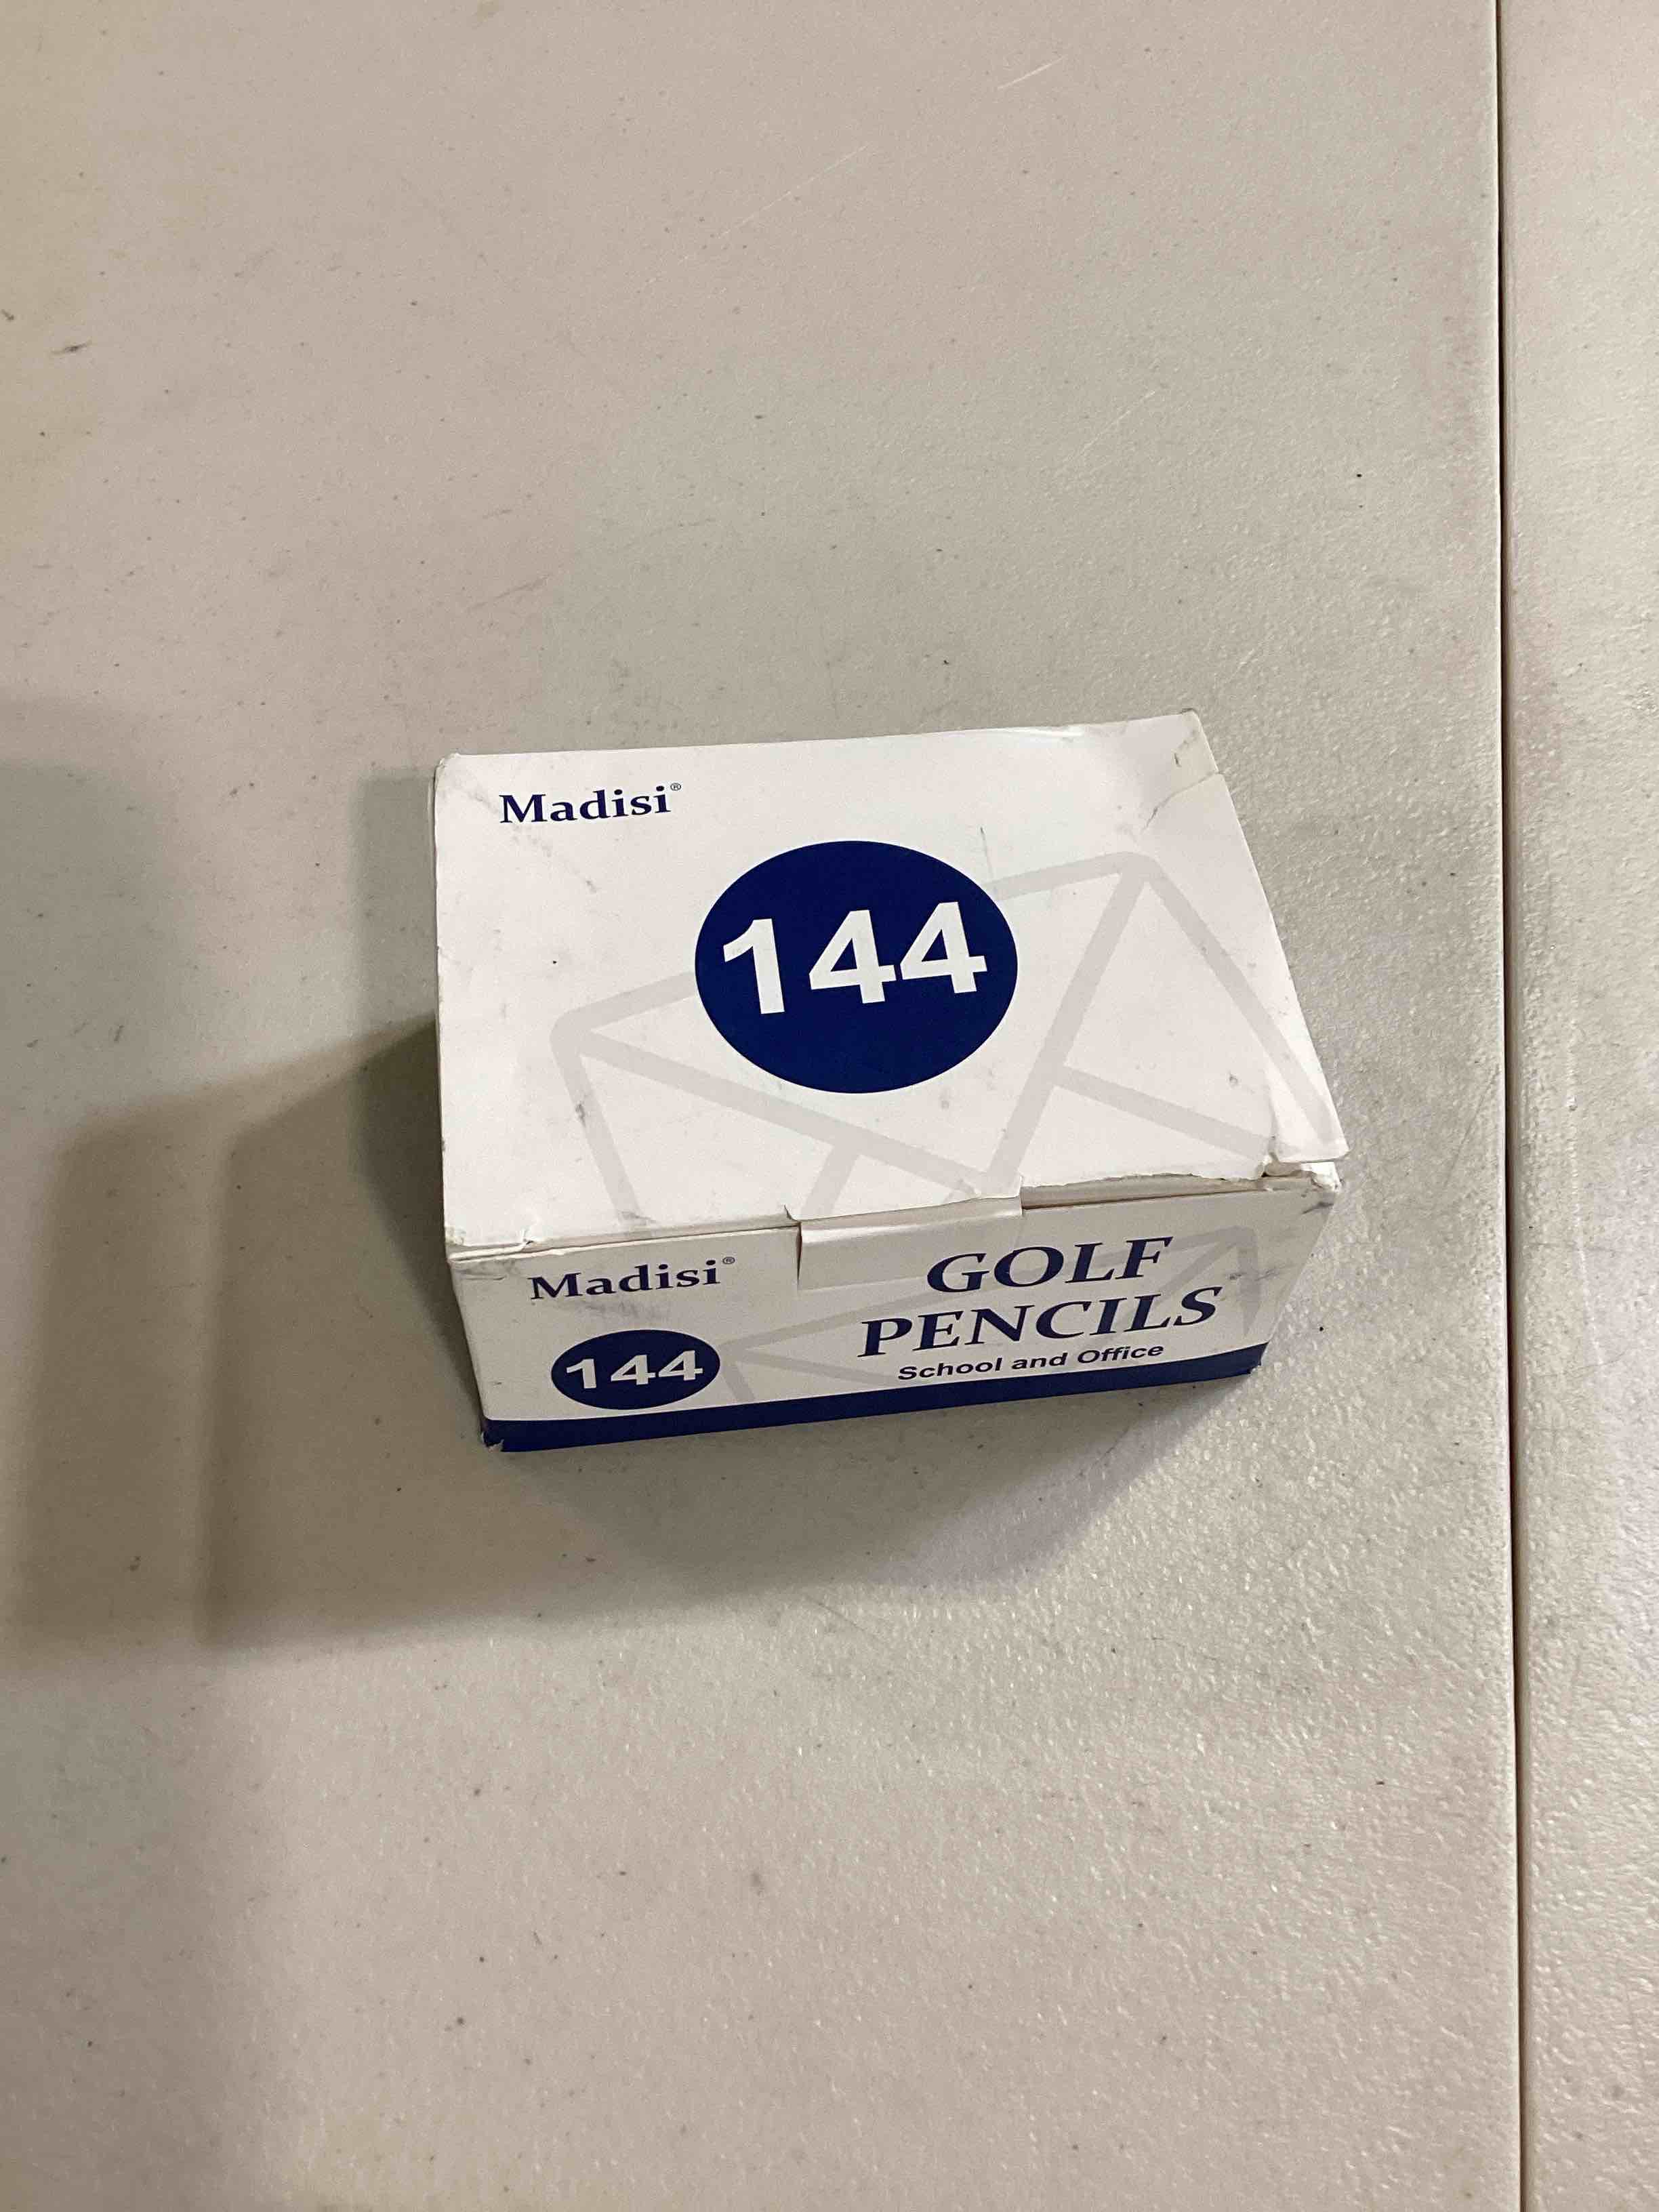 Madisi®
144
Madisi®
144
GOLF
PENCILS
School and Office